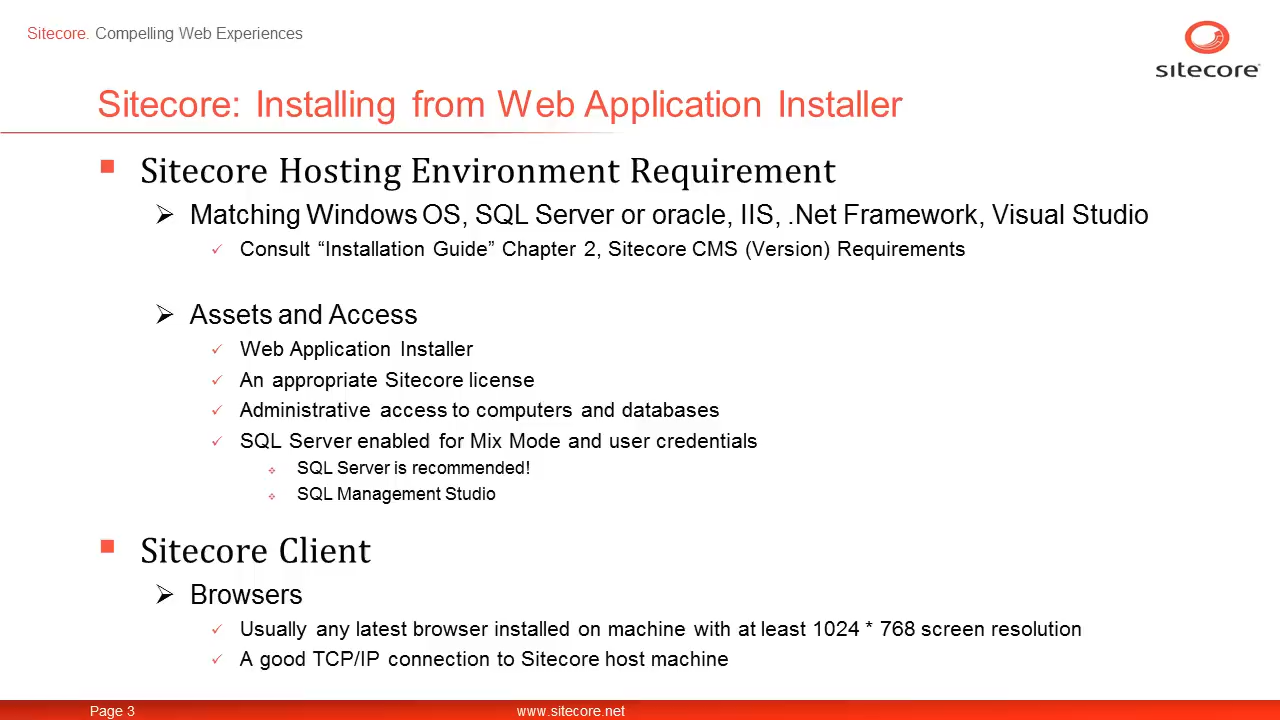 Sitecore. Compelling Web Experiences
sitecore
Sitecore: Installing from Web Application Installer
Sitecore Hosting Environment Requirement
Matching Windows OS, SQL Server or oracle, IIS, .Net Framework, Visual Studio
Consult “Installation Guide” Chapter 2, Sitecore CMS (Version) Requirements
Assets and Access
Web Application Installer
An appropriate Sitecore license
Administrative access to computers and databases
SQL Server enabled for Mix Mode and user credentials
SQL Server is recommended!
SQL Management Studio
Sitecore Client
Browsers
Usually any latest browser installed on machine with at least 1024 * 768 screen resolution
A good TCP/IP connection to Sitecore host machine
Page 3
www.sitecore.net